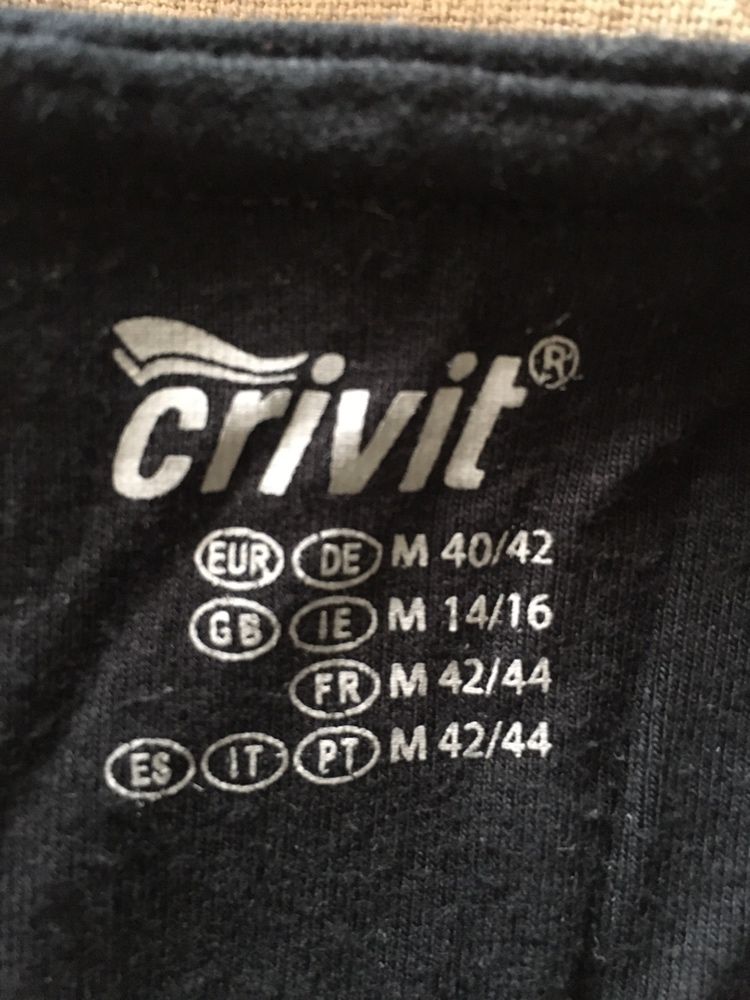 crivit®
EUR DE M 40/42
GB IE M 14/16
FR M 42/44
ES IT PT M 42/44